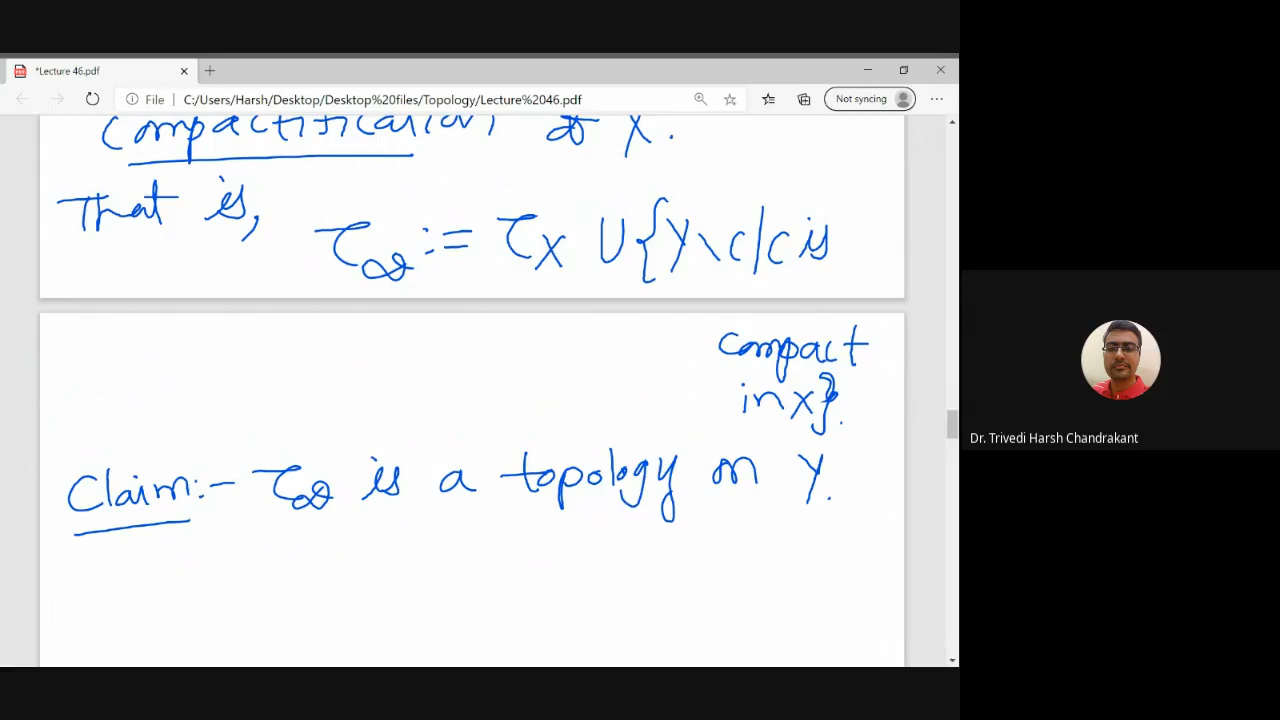 *Lecture 46.pdf
File | C:/Users/Harsh/Desktop/Desktop%20files/Topology/Lecture%2046.pdf
Not syncing
Compactification of X.
That is, τ∞ := τX ∪ {Y \ C / C is
compact
in X}.
Claim:- τ∞ is a topology on Y.
Dr. Trivedi Harsh Chandrakant